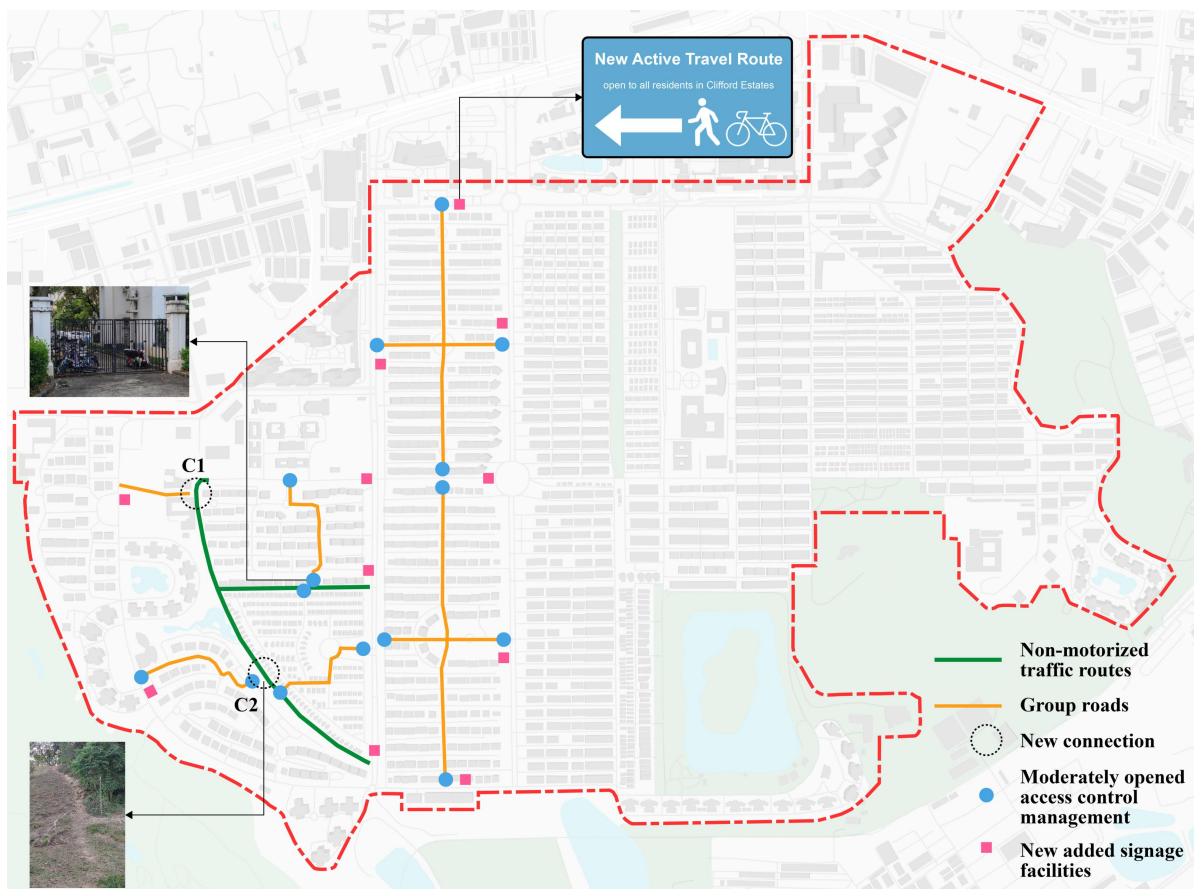 New Active Travel Route
open to all residents in Clifford Estates
C1
C2
Non-motorized
traffic routes
Group roads
New connection
Moderately opened
access control
management
New added signage
facilities